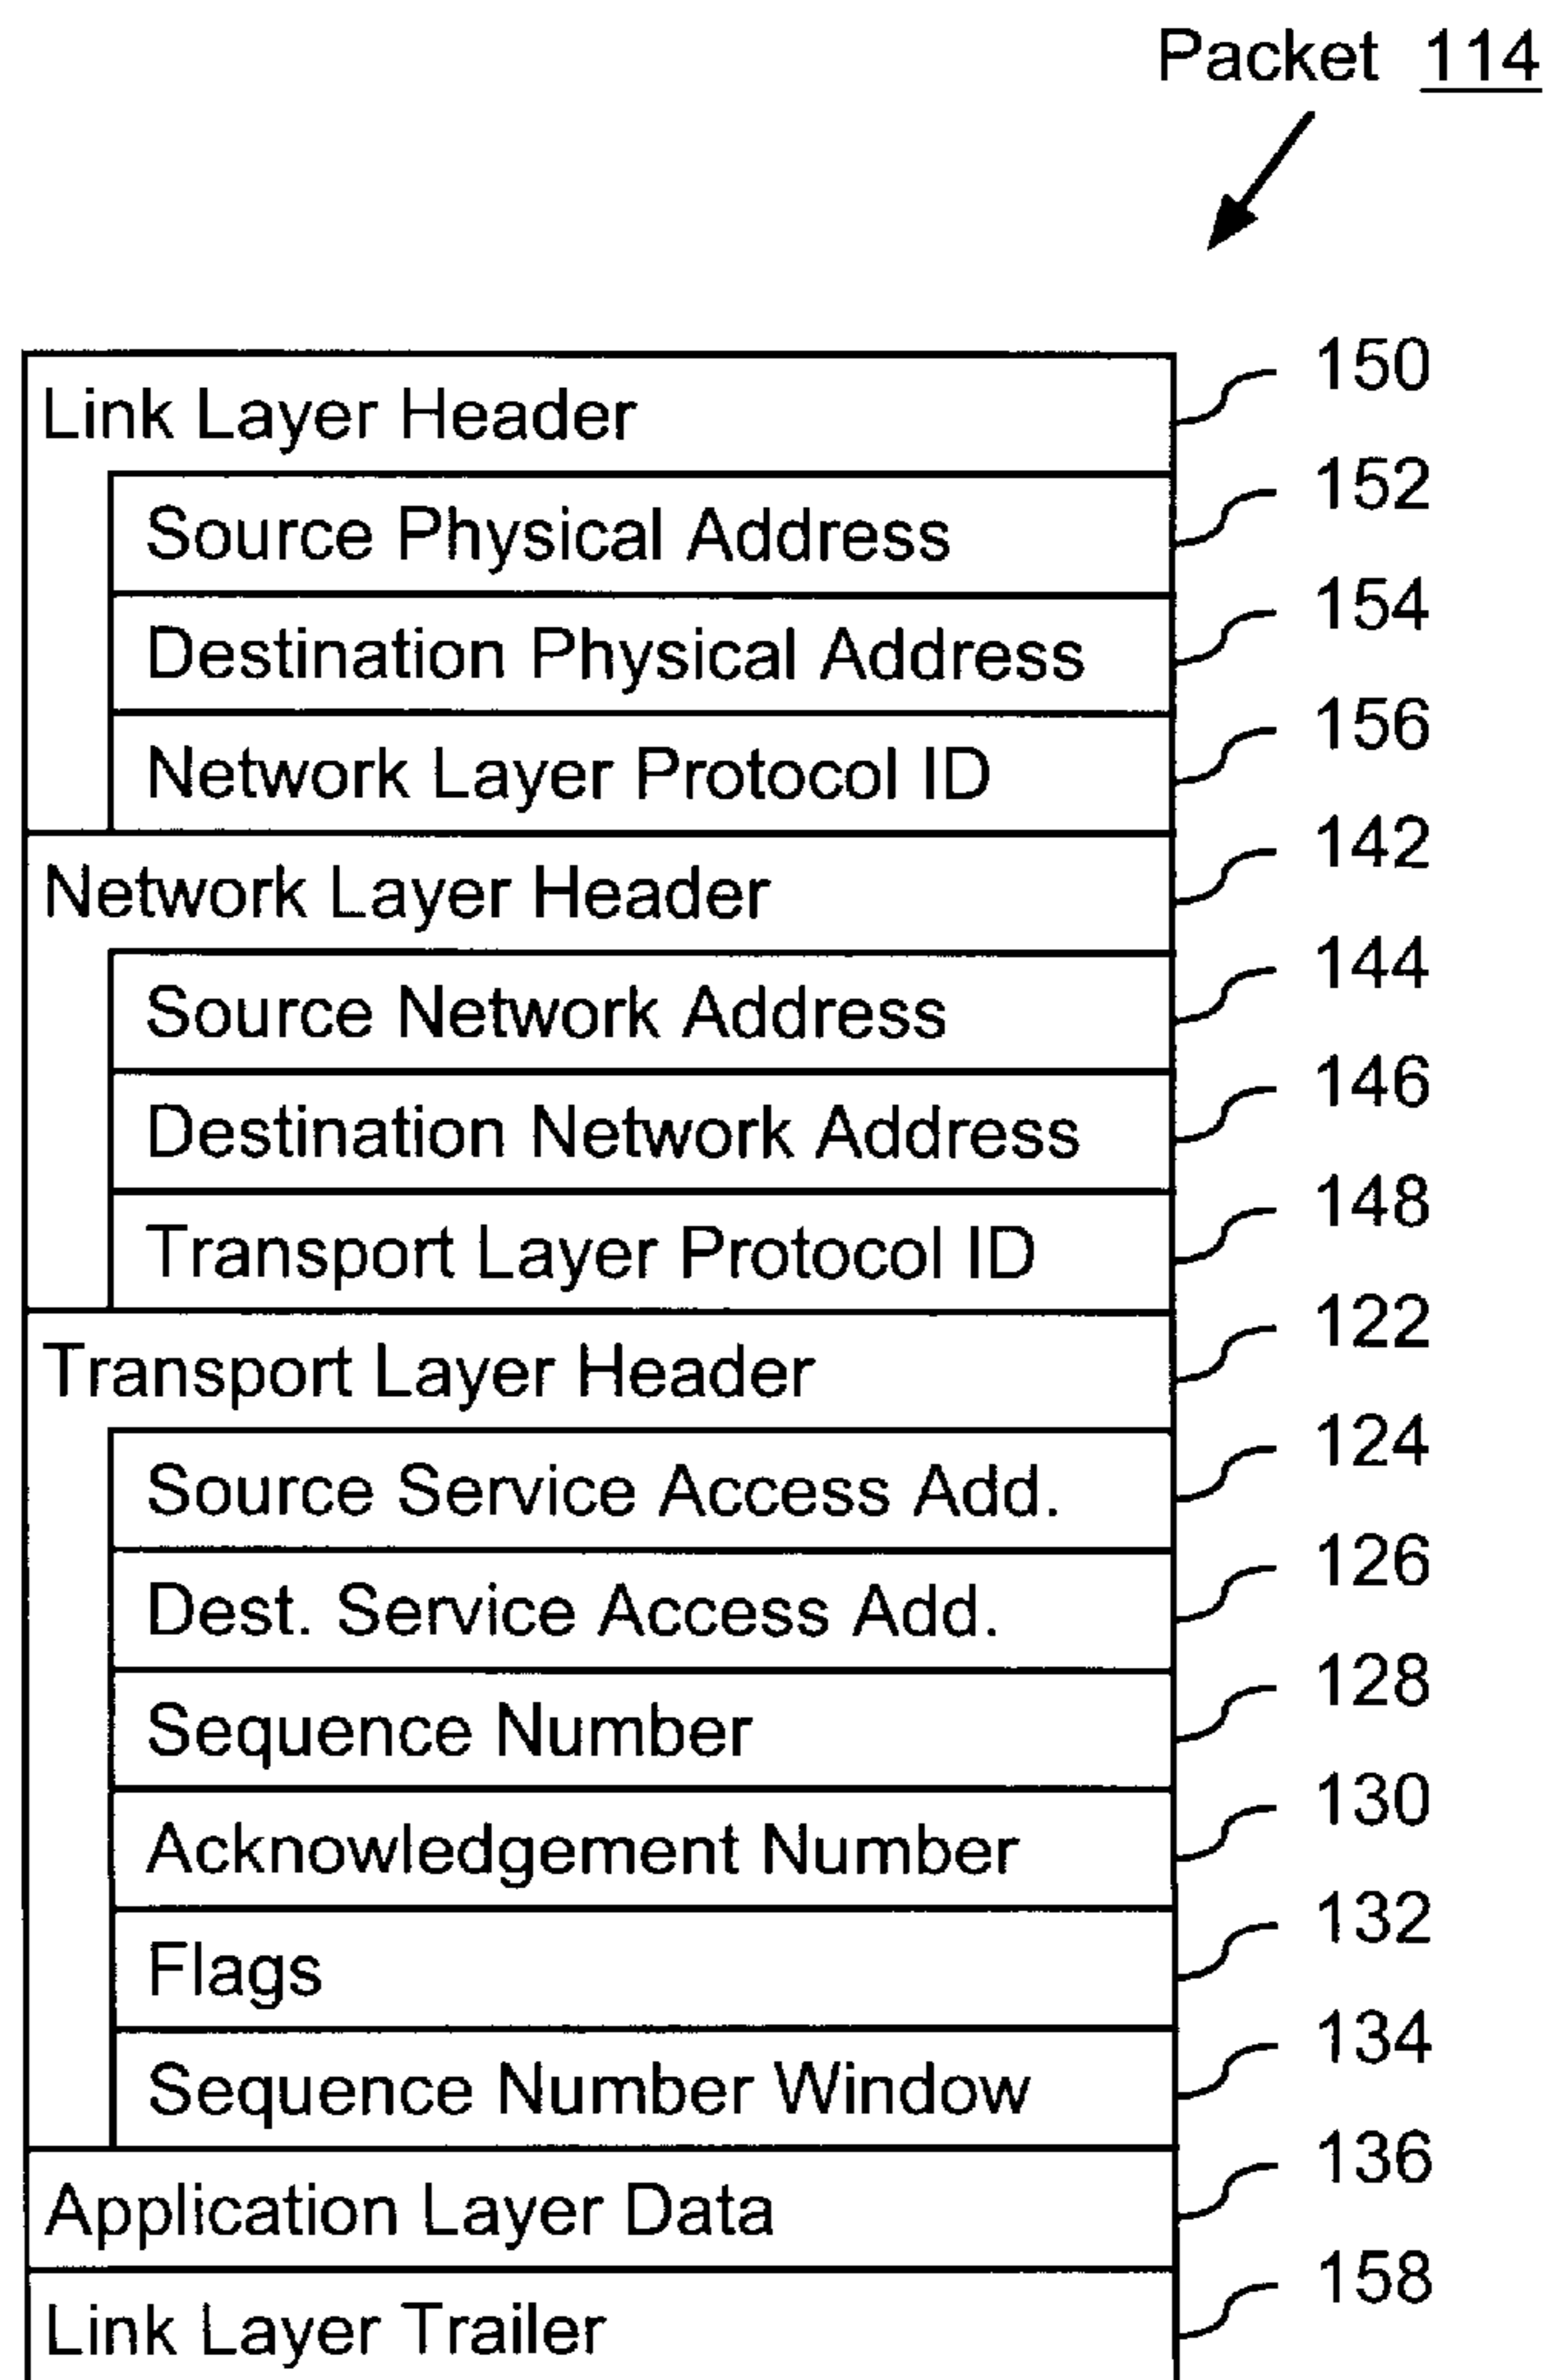 Packet 114
Link Layer Header 150
Source Physical Address 152
Destination Physical Address 154
Network Layer Protocol ID 156
Network Layer Header 142
Source Network Address 144
Destination Network Address 146
Transport Layer Protocol ID 148
Transport Layer Header 122
Source Service Access Add. 124
Dest. Service Access Add. 126
Sequence Number 128
Acknowledgement Number 130
Flags 132
Sequence Number Window 134
Application Layer Data 136
Link Layer Trailer 158